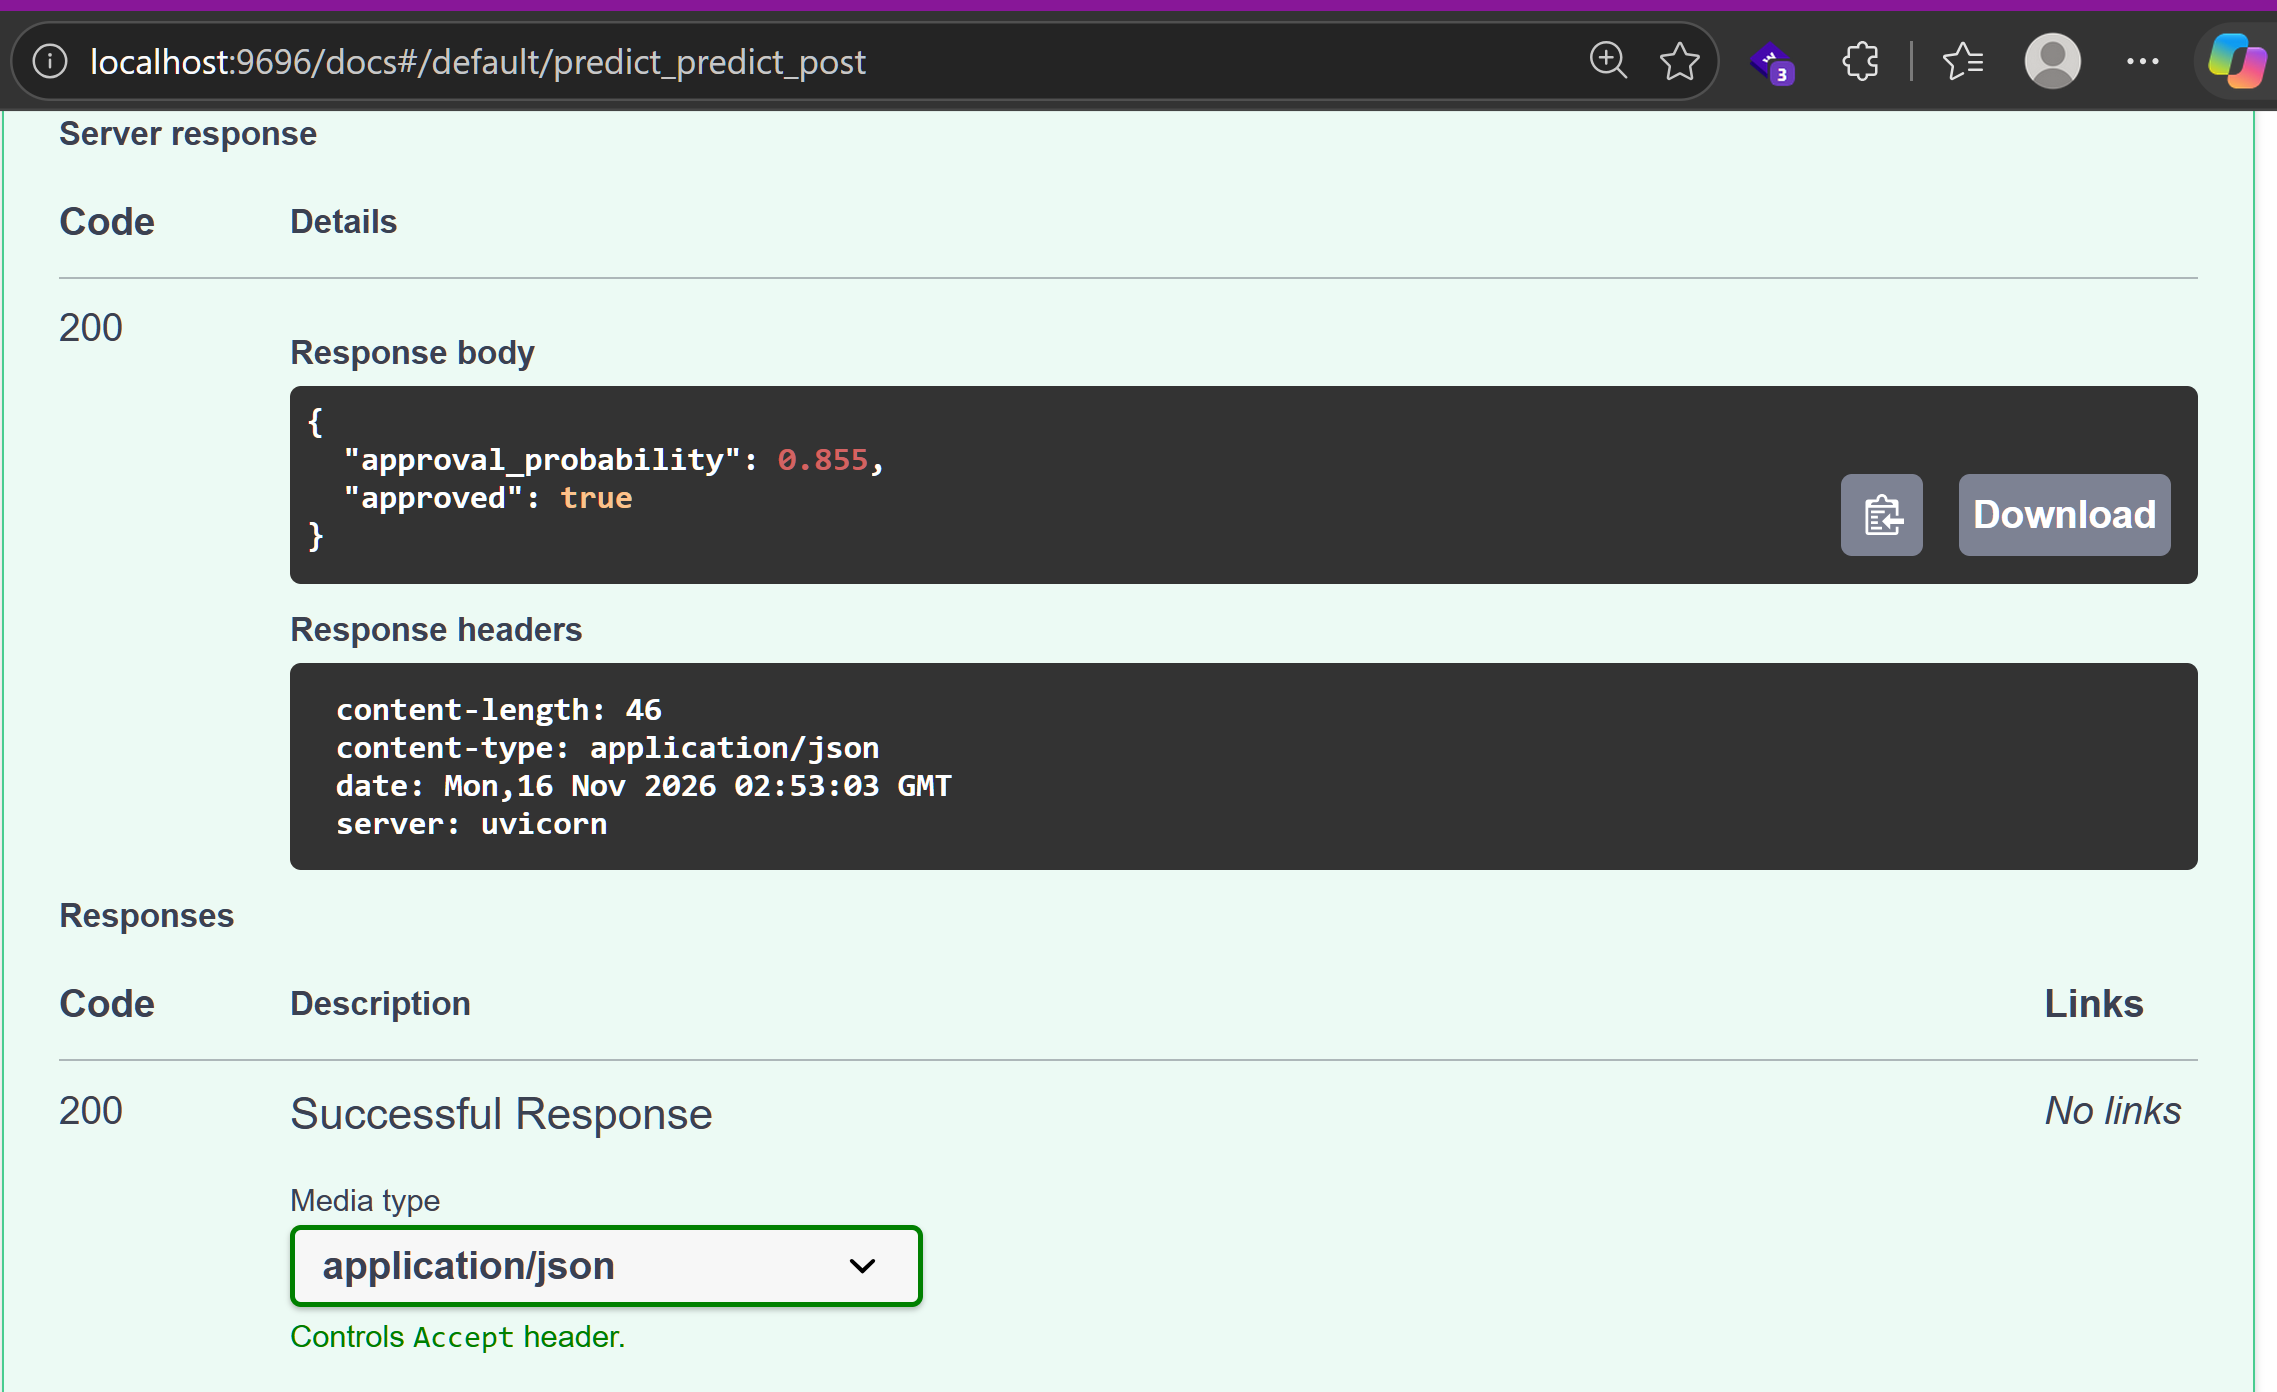 localhost:9696/docs#/default/predict_predict_post
3
Server response
Code Details
200
Response body
{
"approval_probability": 0.855,
"approved": true
}
Download
Response headers
content-length: 46
content-type: application/json
date: Mon,16 Nov 2026 02:53:03 GMT
server: uvicorn
Responses
Code Description Links
200 Successful Response No links
Media type
application/json
Controls Accept header.